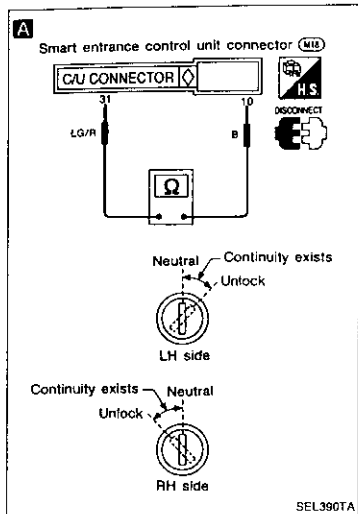 A
Smart entrance control unit connector M18
C/U CONNECTOR
H.S.
31
10
DISCONNECT
LG/R
B
Ω
Neutral
Continuity exists
Unlock
LH side
Continuity exists
Neutral
Unlock
RH side
SEL390TA